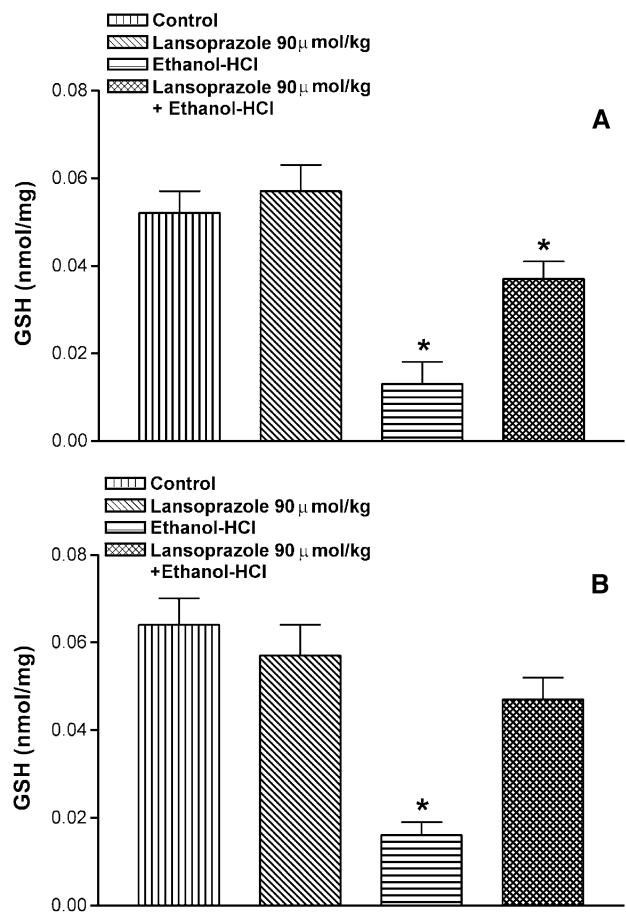 Control
Lansoprazole 90μ mol/kg
Ethanol-HCl
Lansoprazole 90μ mol/kg
+ Ethanol-HCl
A
0.08
0.06
0.04
0.02
0.00
GSH (nmol/mg)
*
*
Control
Lansoprazole 90 μ mol/kg
Ethanol-HCl
Lansoprazole 90 μ mol/kg
+Ethanol-HCl
B
0.08
0.06
0.04
0.02
0.00
GSH (nmol/mg)
*